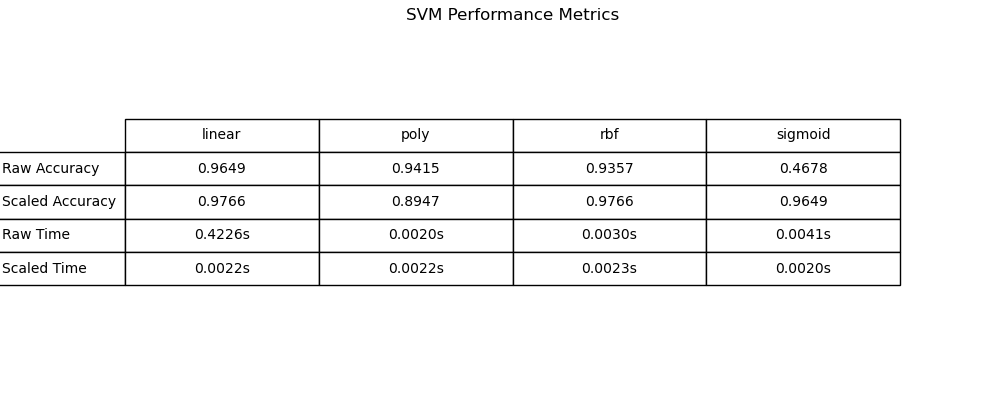 SVM Performance Metrics
linear poly rbf sigmoid
Raw Accuracy 0.9649 0.9415 0.9357 0.4678
Scaled Accuracy 0.9766 0.8947 0.9766 0.9649
Raw Time 0.4226s 0.0020s 0.0030s 0.0041s
Scaled Time 0.0022s 0.0022s 0.0023s 0.0020s